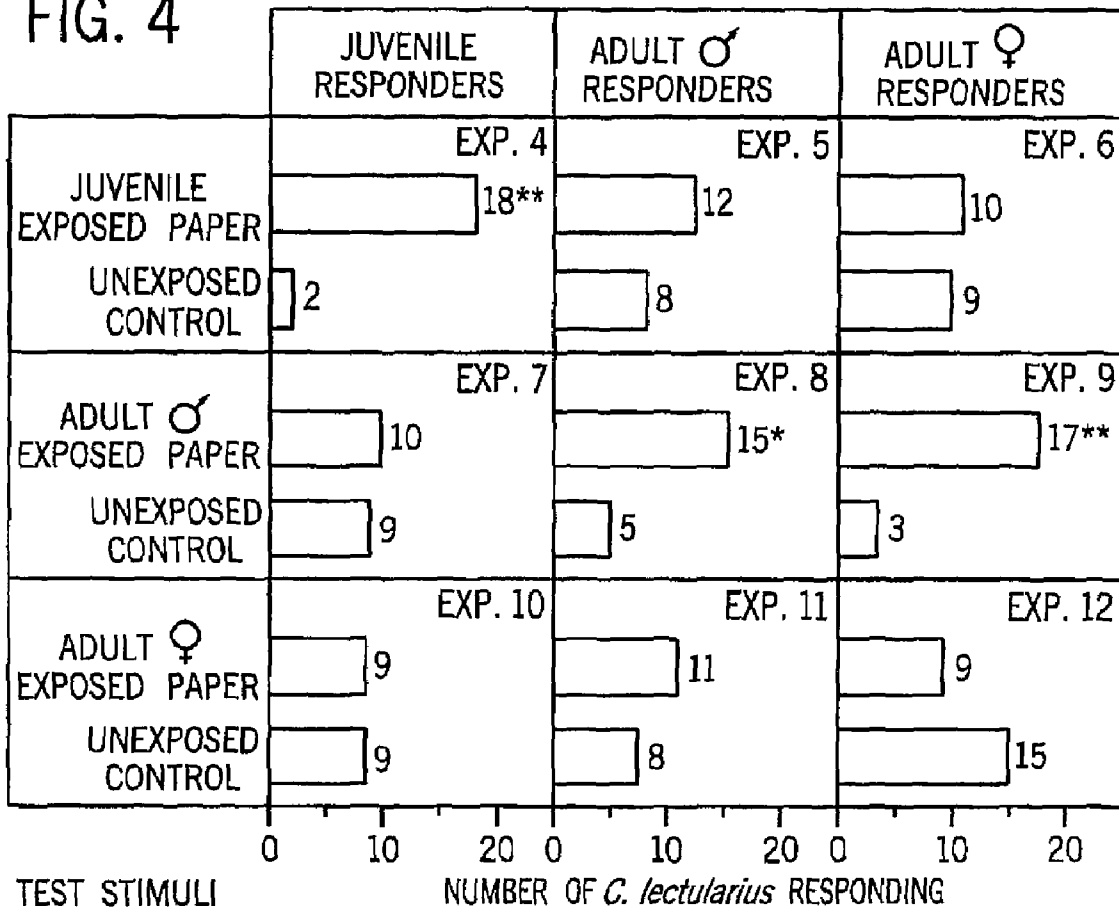 FIG. 4
JUVENILE RESPONDERS
ADULT ♂ RESPONDERS
ADULT ♀ RESPONDERS
EXP. 4
EXP. 5
EXP. 6
JUVENILE
EXPOSED PAPER
18**
12
10
UNEXPOSED
CONTROL
2
8
9
EXP. 7
EXP. 8
EXP. 9
ADULT ♂
EXPOSED PAPER
10
15*
17**
UNEXPOSED
CONTROL
9
5
3
EXP. 10
EXP. 11
EXP. 12
ADULT ♀
EXPOSED PAPER
9
11
9
UNEXPOSED
CONTROL
9
8
15
0 10 20 0 10 20 0 10 20
TEST STIMULI
NUMBER OF C. lectularius RESPONDING